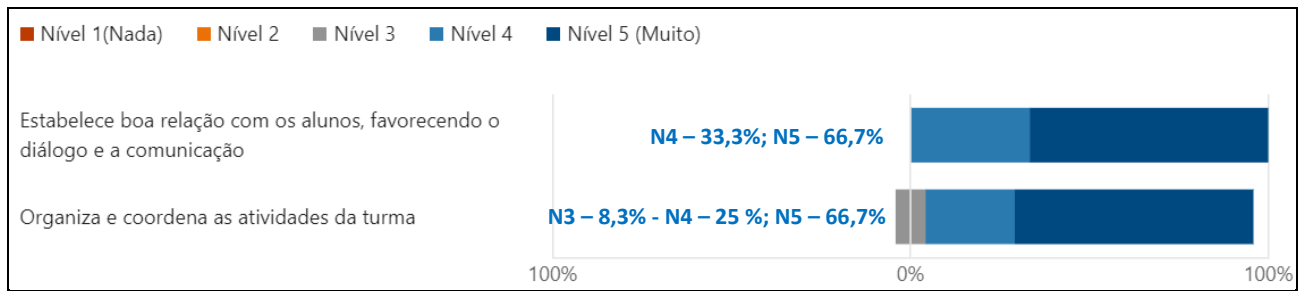 Nível 1(Nada) Nível 2 Nível 3 Nível 4 Nível 5 (Muito)
Estabelece boa relação com os alunos, favorecendo o
diálogo e a comunicação
N4 – 33,3%; N5 – 66,7%
Organiza e coordena as atividades da turma
N3 – 8,3% - N4 – 25 %; N5 – 66,7%
100% 0% 100%